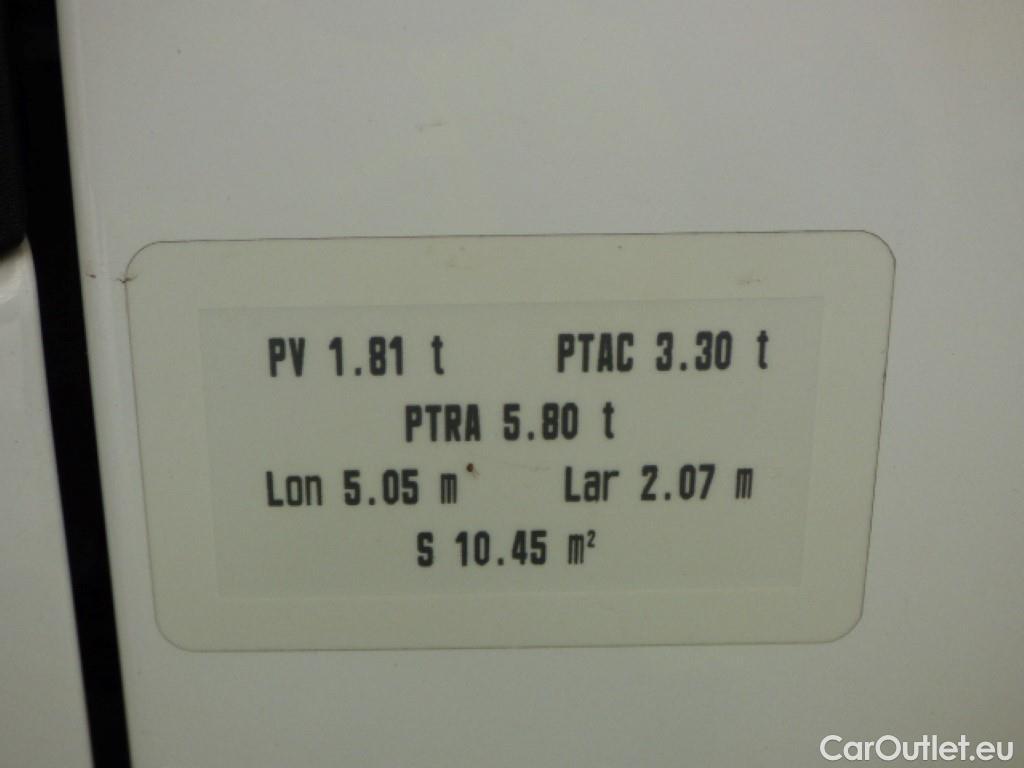 PV 1.81 t PTAC 3.30 t
PTRA 5.80 t
Lon 5.05 m Lar 2.07 m
S 10.45 m²
CarOutlet.eu